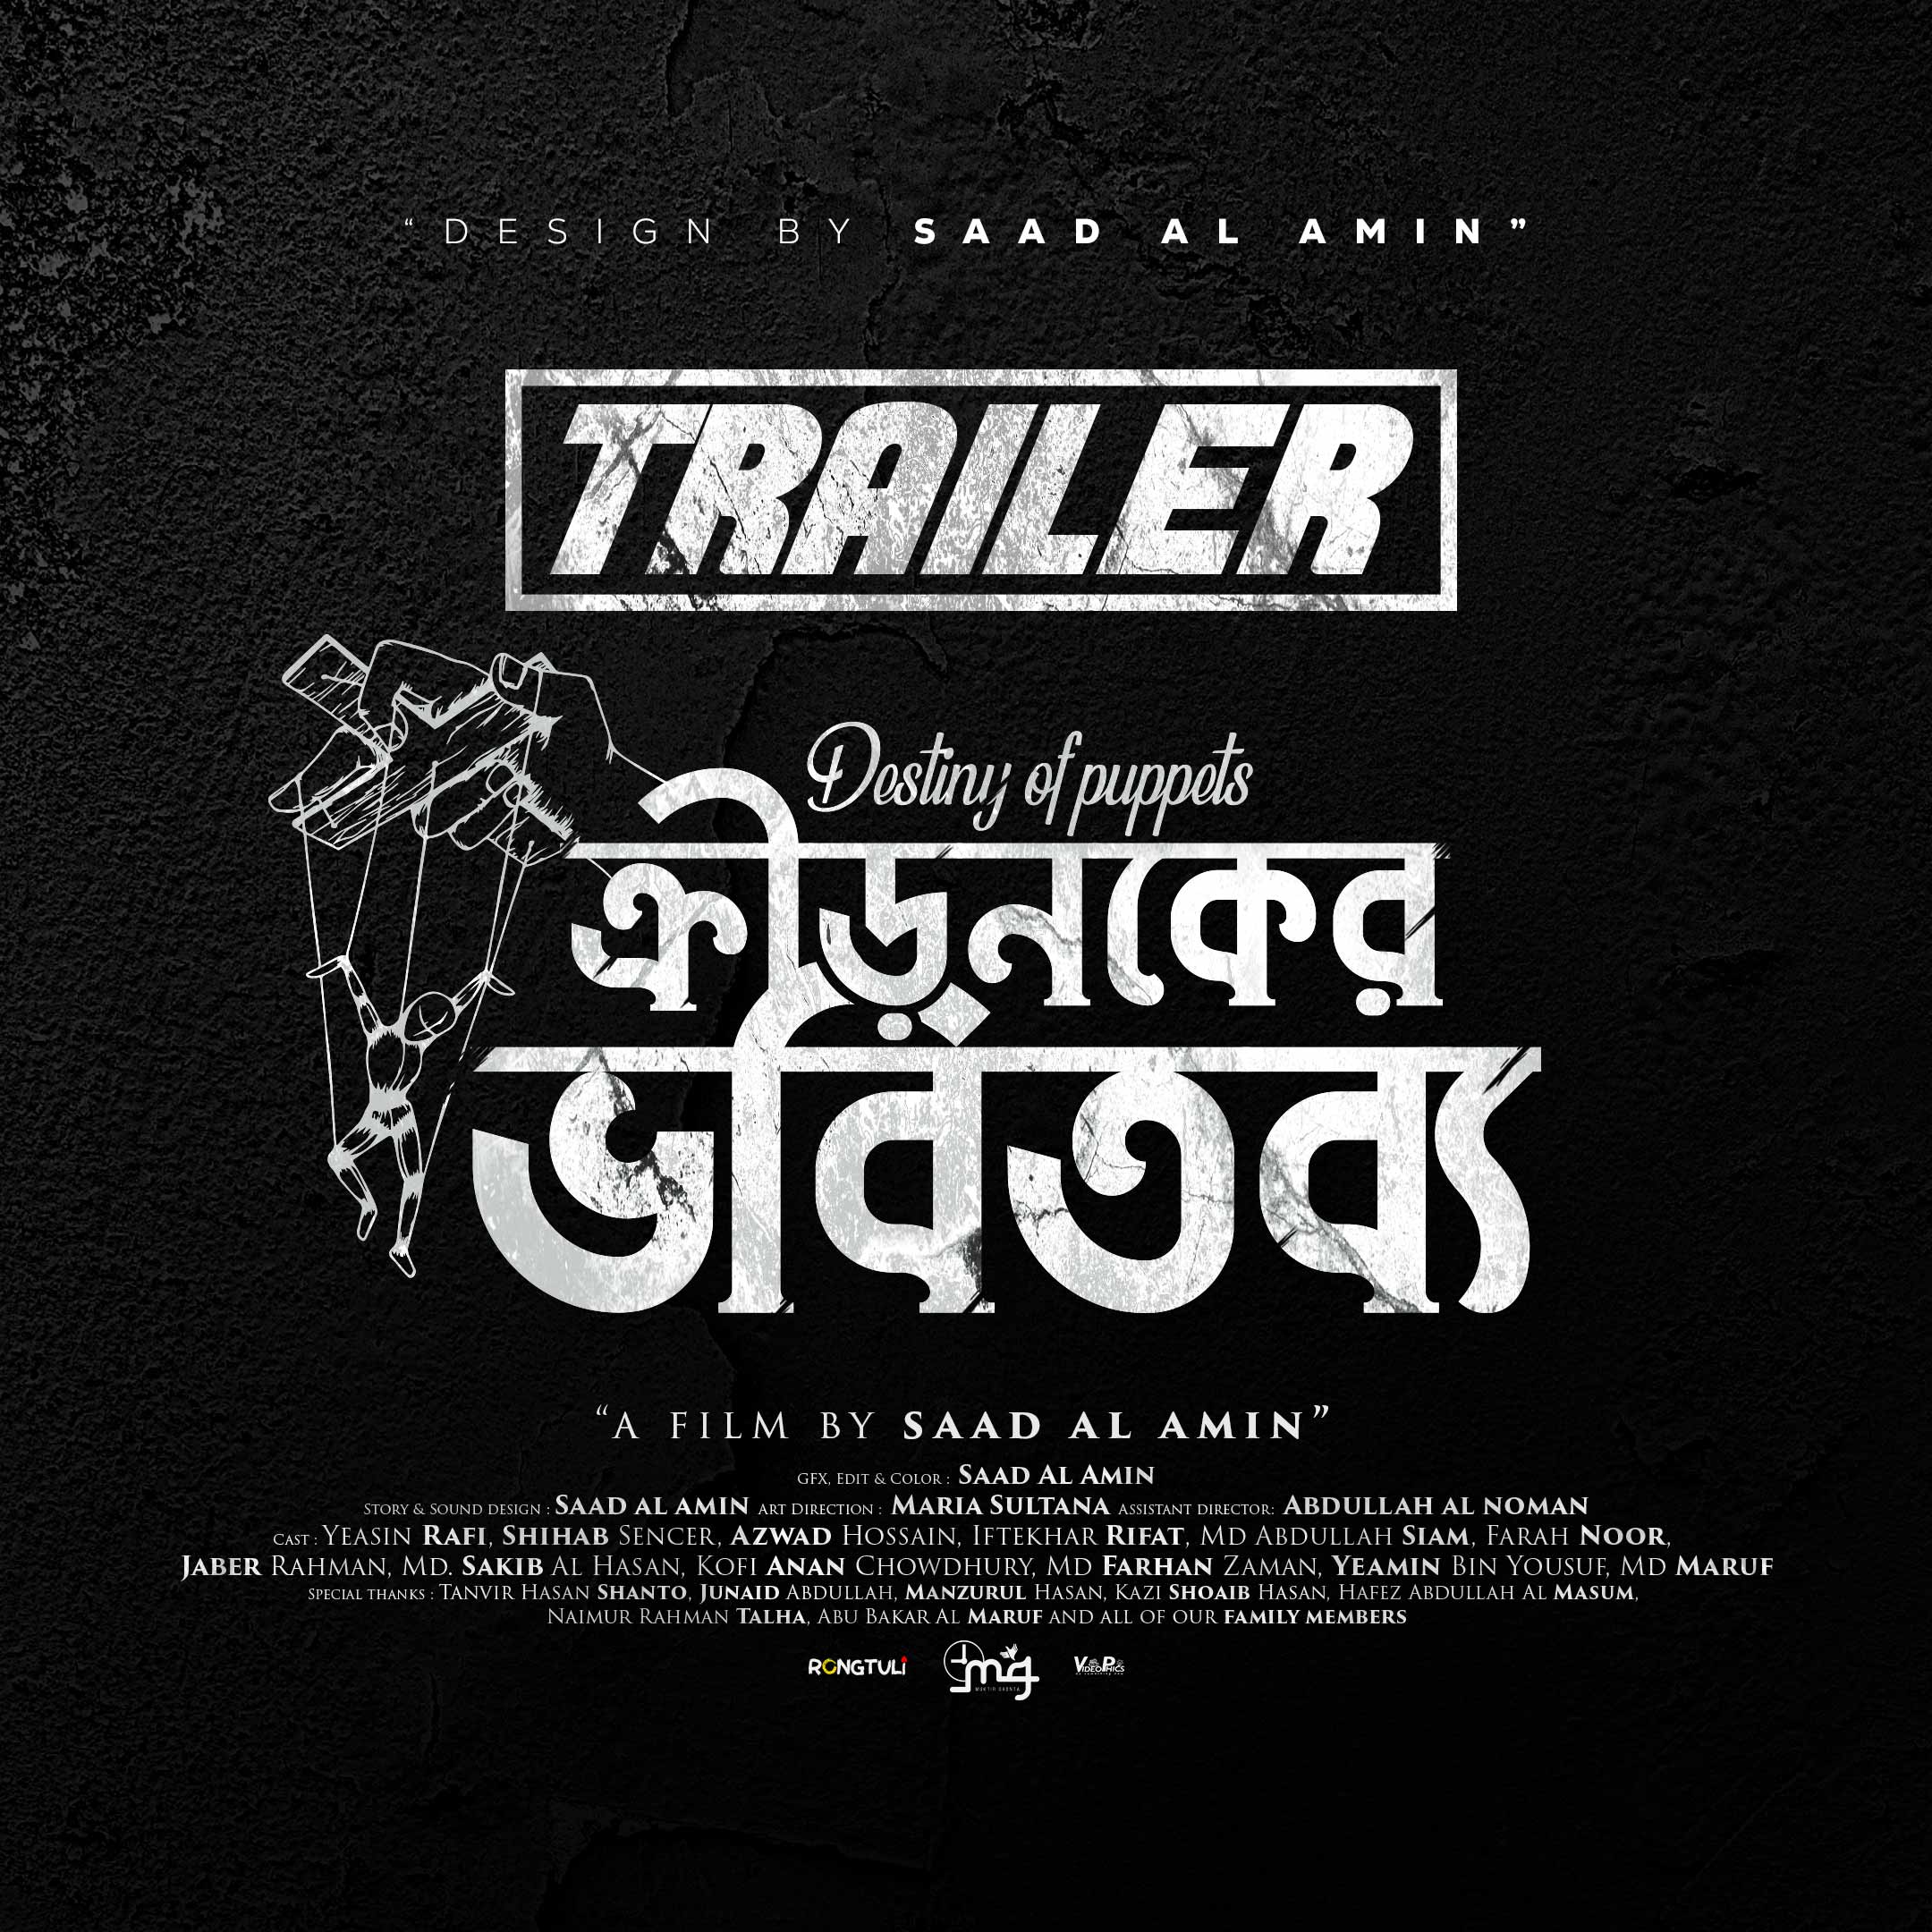 “DESIGN BY SAAD AL AMIN”
TRAILER
Destiny of puppets
ক্রীড়নকের
ভবিতব্য
“A FILM BY SAAD AL AMIN”
GFX, EDIT & COLOR : SAAD AL AMIN
STORY & SOUND DESIGN : SAAD AL AMIN ART DIRECTION : MARIA SULTANA ASSISTANT DIRECTOR: ABDULLAH AL NOMAN
CAST : YEASIN RAFI, SHIHAB SENCER, AZWAD HOSSAIN, IFTEKHAR RIFAT, MD ABDULLAH SIAM, FARAH NOOR,
JABER RAHMAN, MD. SAKIB AL HASAN, KOFI ANAN CHOWDHURY, MD FARHAN ZAMAN, YEAMIN BIN YOUSUF, MD MARUF
SPECIAL THANKS : TANVIR HASAN SHANTO, JUNAID ABDULLAH, MANZURUL HASAN, KAZI SHOAIB HASAN, HAFEZ ABDULLAH AL MASUM,
NAIMUR RAHMAN TALHA, ABU BAKAR AL MARUF AND ALL OF OUR FAMILY MEMBERS
RONGTULi